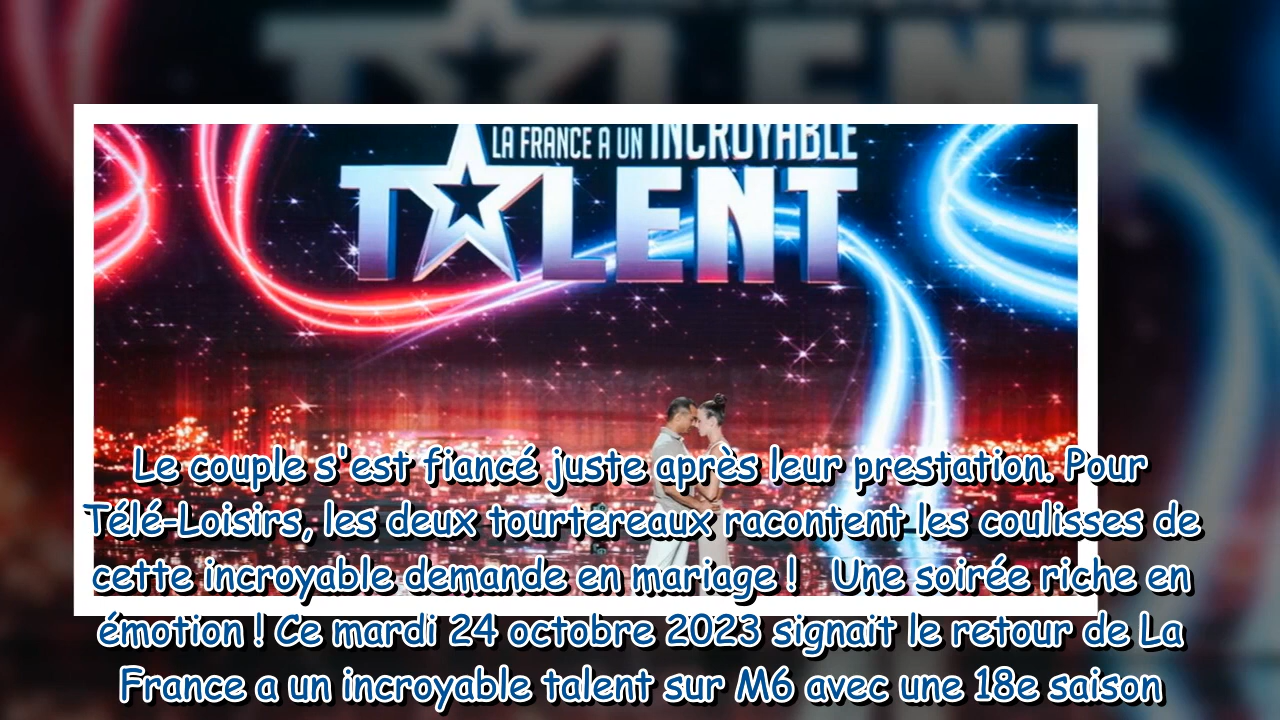 LA FRANCE A UN INCROYABLE
TALENT
Le couple s'est fiancé juste après leur prestation. Pour
Télé-Loisirs, les deux tourtereaux racontent les coulisses de
cette incroyable demande en mariage ! Une soirée riche en
émotion ! Ce mardi 24 octobre 2023 signait le retour de La
France a un incroyable talent sur M6 avec une 18e saison